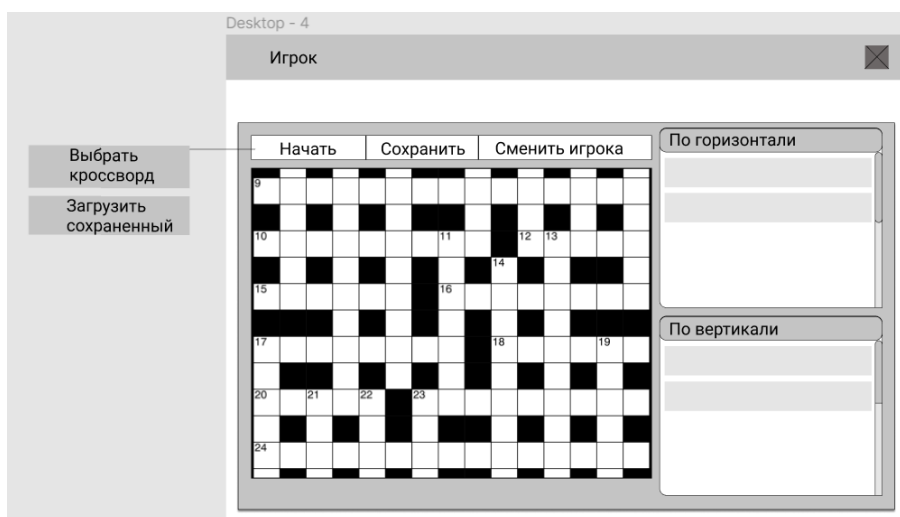 Desktop - 4
Игрок
Начать Сохранить Сменить игрока
По горизонтали
Выбрать
кроссворд
Загрузить
сохраненный
9
10 11 12 13
14
15 16
17 18 19
20 21 22 23
24
По вертикали